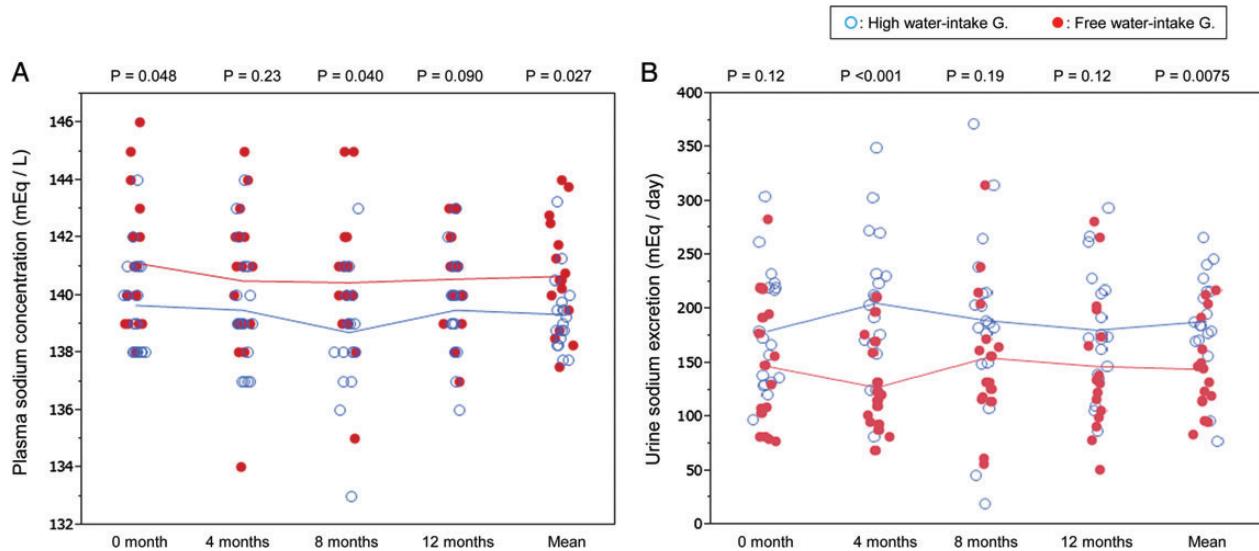 : High water-intake G. : Free water-intake G.
A
P = 0.048 P = 0.23 P = 0.040 P = 0.090 P = 0.027
Plasma sodium concentration (mEq / L)
146
144
142
140
138
136
134
132
0 month 4 months 8 months 12 months Mean
B
P = 0.12 P <0.001 P = 0.19 P = 0.12 P = 0.0075
Urine sodium excretion (mEq / day)
400
350
300
250
200
150
100
50
0
0 month 4 months 8 months 12 months Mean